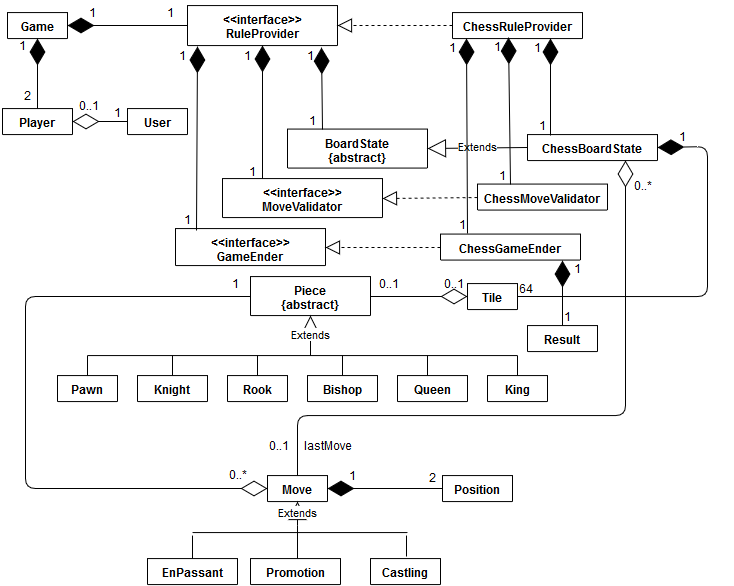 <<interface>>
RuleProvider
ChessRuleProvider
Game
1
1
1
1
1
1
1
1
1
2
0..1
1
Player
User
1
1
BoardState
{abstract}
Extends
ChessBoardState
1
0..*
1
<<interface>>
MoveValidator
1
ChessMoveValidator
1
<<interface>>
GameEnder
1
ChessGameEnder
1
1
Piece
{abstract}
0..1
0..1
Tile
64
1
Result
Extends
Pawn
Knight
Rook
Bishop
Queen
King
0..1
lastMove
0..*
Move
1
2
Position
Extends
EnPassant
Promotion
Castling